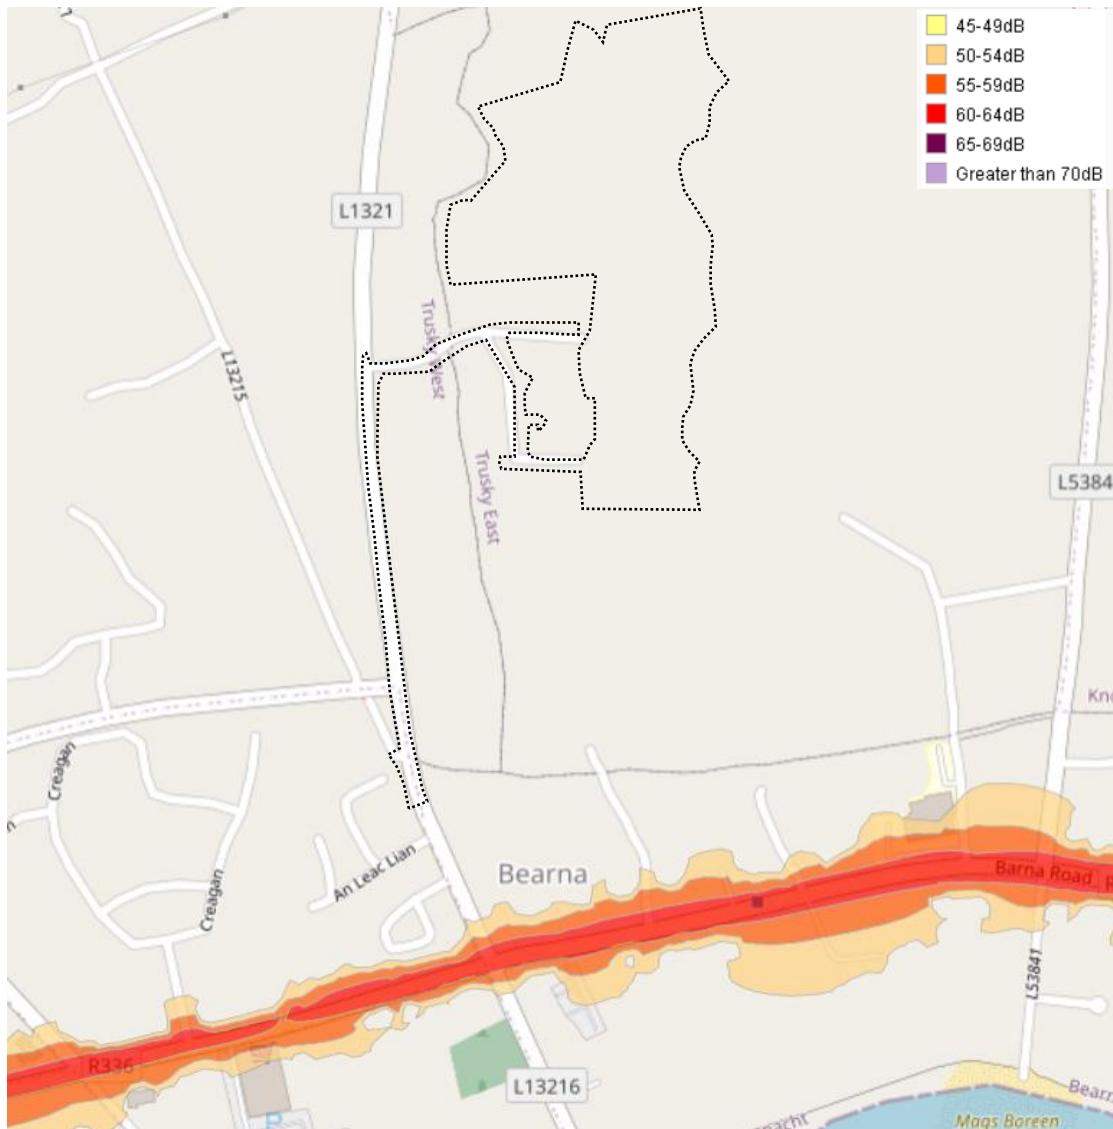 45-49dB
50-54dB
55-59dB
60-64dB
65-69dB
Greater than 70dB
L1321
L13215
Trusky West
Trusky East
L5384
Creagan
An Leac Lian
Creagan
Bearna
Barna Road
R336
L53841
L13216
P
Mags Boreen